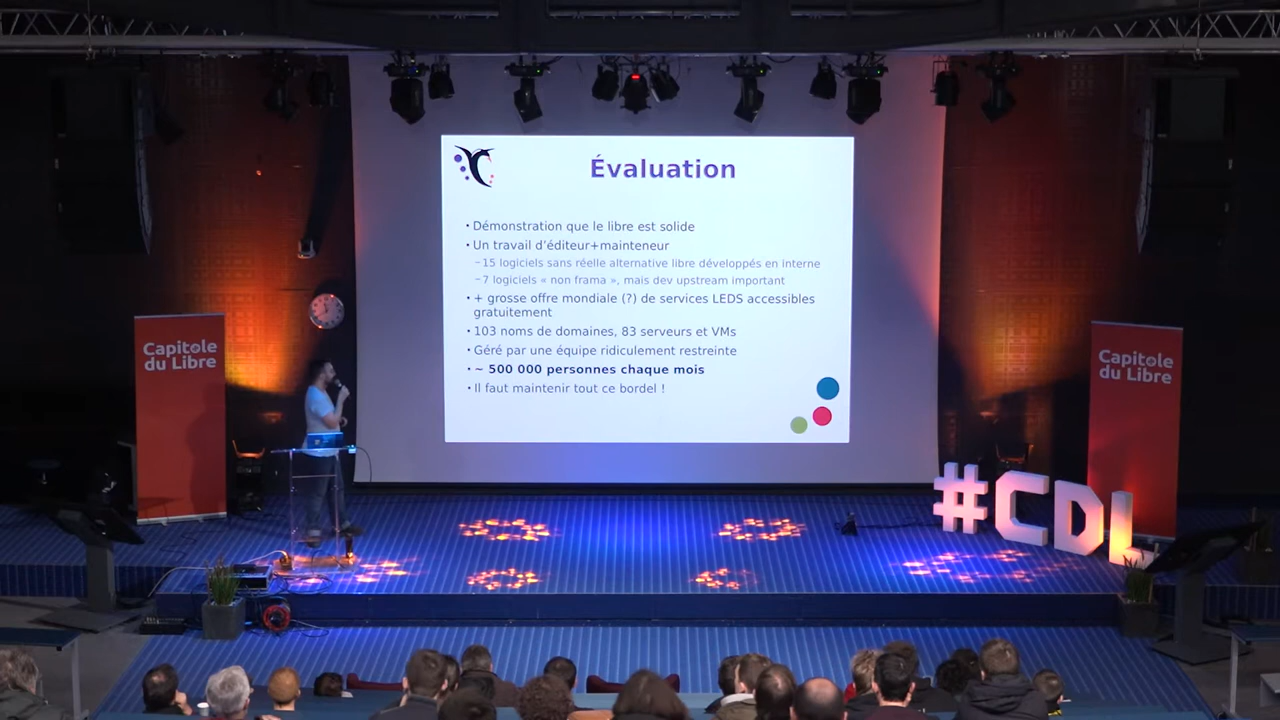 Évaluation
• Démonstration que le libre est solide
• Un travail d'éditeur+mainteneur
–15 logiciels sans réelle alternative libre développés en interne
–7 logiciels « non frama », mais dev upstream important
• + grosse offre mondiale (?) de services LEDS accessibles
gratuitement
• 103 noms de domaines, 83 serveurs et VMs
• Géré par une équipe ridiculement restreinte
• ~ 500 000 personnes chaque mois
• Il faut maintenir tout ce bordel !
Capitole
du Libre
Capitole
du Libre
#CDL